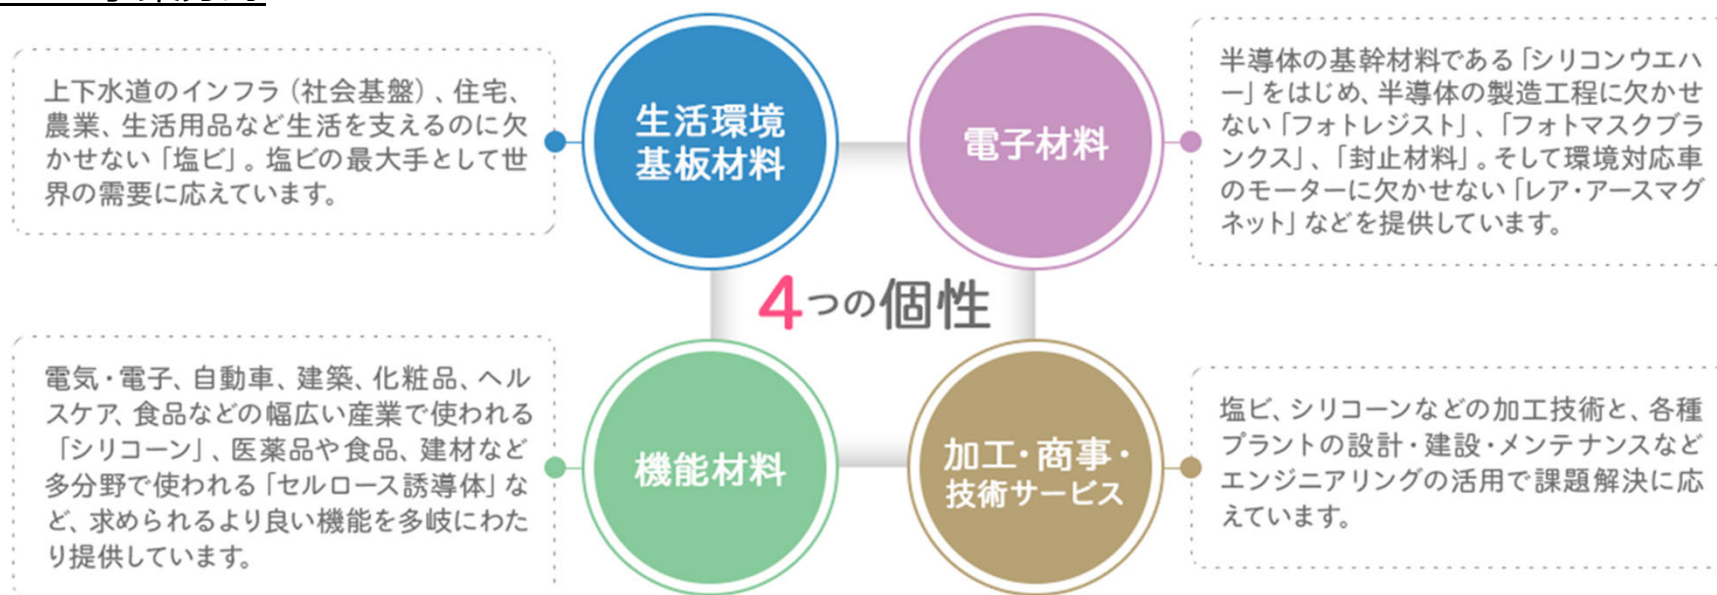 上下水道のインフラ（社会基盤）、住宅、
農業、生活用品など生活を支えるのに欠
かせない「塩ビ」。塩ビの最大手として世
界の需要に応えています。
生活環境
基板材料
電子材料
半導体の基幹材料である「シリコンウエハ
ー」をはじめ、半導体の製造工程に欠かせ
ない「フォトレジスト」、「フォトマスクブラ
ンクス」、「封止材料」。そして環境対応車
のモーターに欠かせない「レア・アースマグ
ネット」などを提供しています。
4つの個性
電気・電子、自動車、建築、化粧品、ヘル
スケア、食品などの幅広い産業で使われる
「シリコーン」、医薬品や食品、建材など
多分野で使われる「セルロース誘導体」な
ど、求められるより良い機能を多岐にわた
り提供しています。
機能材料
加工・商事・
技術サービス
塩ビ、シリコーンなどの加工技術と、各種
プラントの設計・建設・メンテナンスなど
エンジニアリングの活用で課題解決に応
えています。